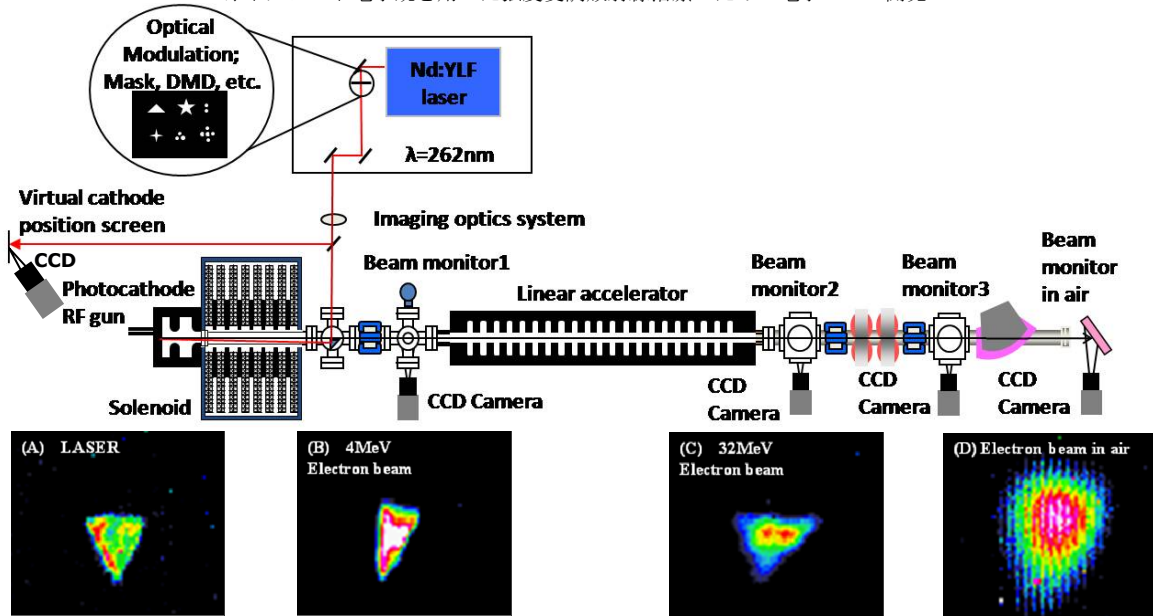 Optical
Modulation;
Mask, DMD, etc.
Nd:YLF
laser
λ=262nm
Virtual cathode
position screen
Imaging optics system
CCD
Photocathode
RF gun
Beam monitor1
Linear accelerator
Beam
monitor2
Beam
monitor3
Beam
monitor
in air
Solenoid
CCD Camera
CCD
Camera
CCD
Camera
CCD
Camera
(A) LASER
(B) 4MeV
Electron beam
(C) 32MeV
Electron beam
(D) Electron beam in air